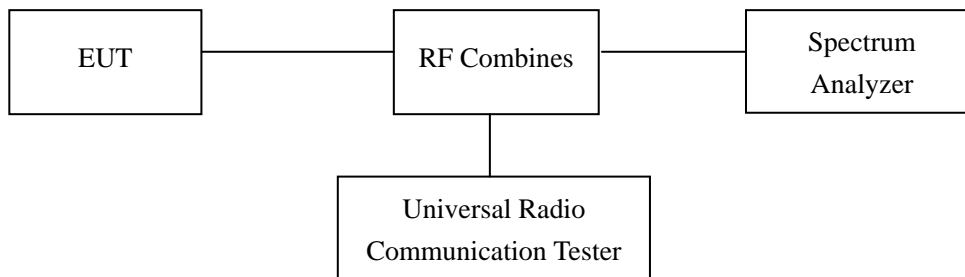 EUT
RF Combines
Spectrum
Analyzer
Universal Radio
Communication Tester